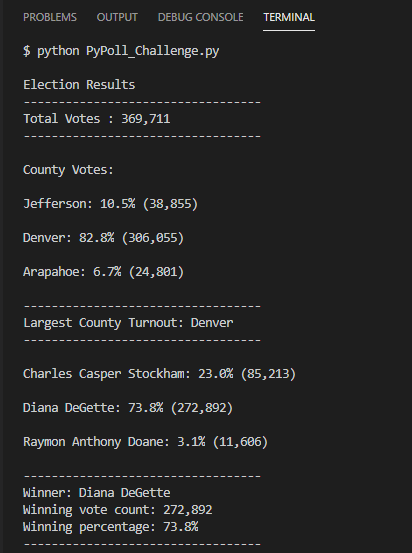 PROBLEMS OUTPUT DEBUG CONSOLE TERMINAL
$ python PyPoll_Challenge.py
Election Results
----------------------------------
Total Votes : 369,711
----------------------------------
County Votes:
Jefferson: 10.5% (38,855)
Denver: 82.8% (306,055)
Arapahoe: 6.7% (24,801)
----------------------------------
Largest County Turnout: Denver
----------------------------------
Charles Casper Stockham: 23.0% (85,213)
Diana DeGette: 73.8% (272,892)
Raymon Anthony Doane: 3.1% (11,606)
----------------------------------
Winner: Diana DeGette
Winning vote count: 272,892
Winning percentage: 73.8%
----------------------------------